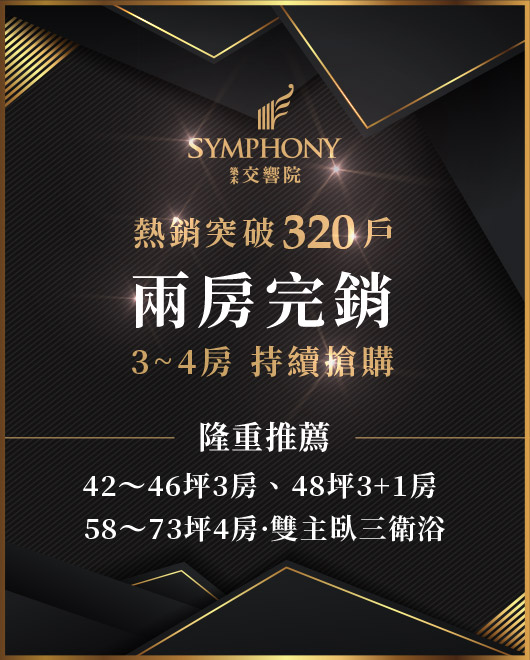 SYMPHONY
築禾交響院
熱銷突破320戶
兩房完銷
3~4房 持續搶購
隆重推薦
42～46坪3房、48坪3+1房
58～73坪4房·雙主臥三衛浴